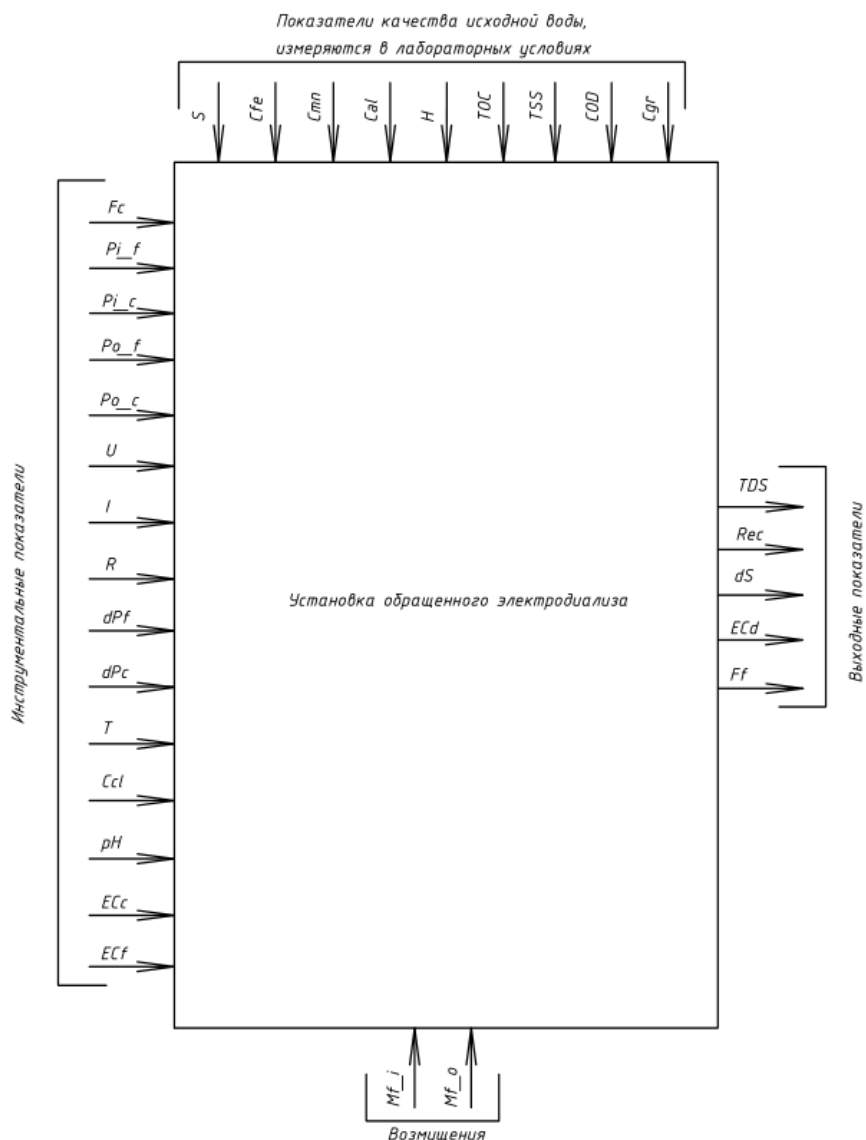 Показатели качества исходной воды,
измеряются в лабораторных условиях
S
Cfe
Cmn
Cal
H
TOC
TSS
COD
Cgr
Инструментальные показатели
Fc
Pi_f
Pi_c
Po_f
Po_c
U
I
R
dPf
dPc
T
Ccl
pH
ECc
ECf
Установка обращенного электродиализа
TDS
Rec
dS
ECd
Ff
Выходные показатели
Mf_i
Mf_o
Возмищения